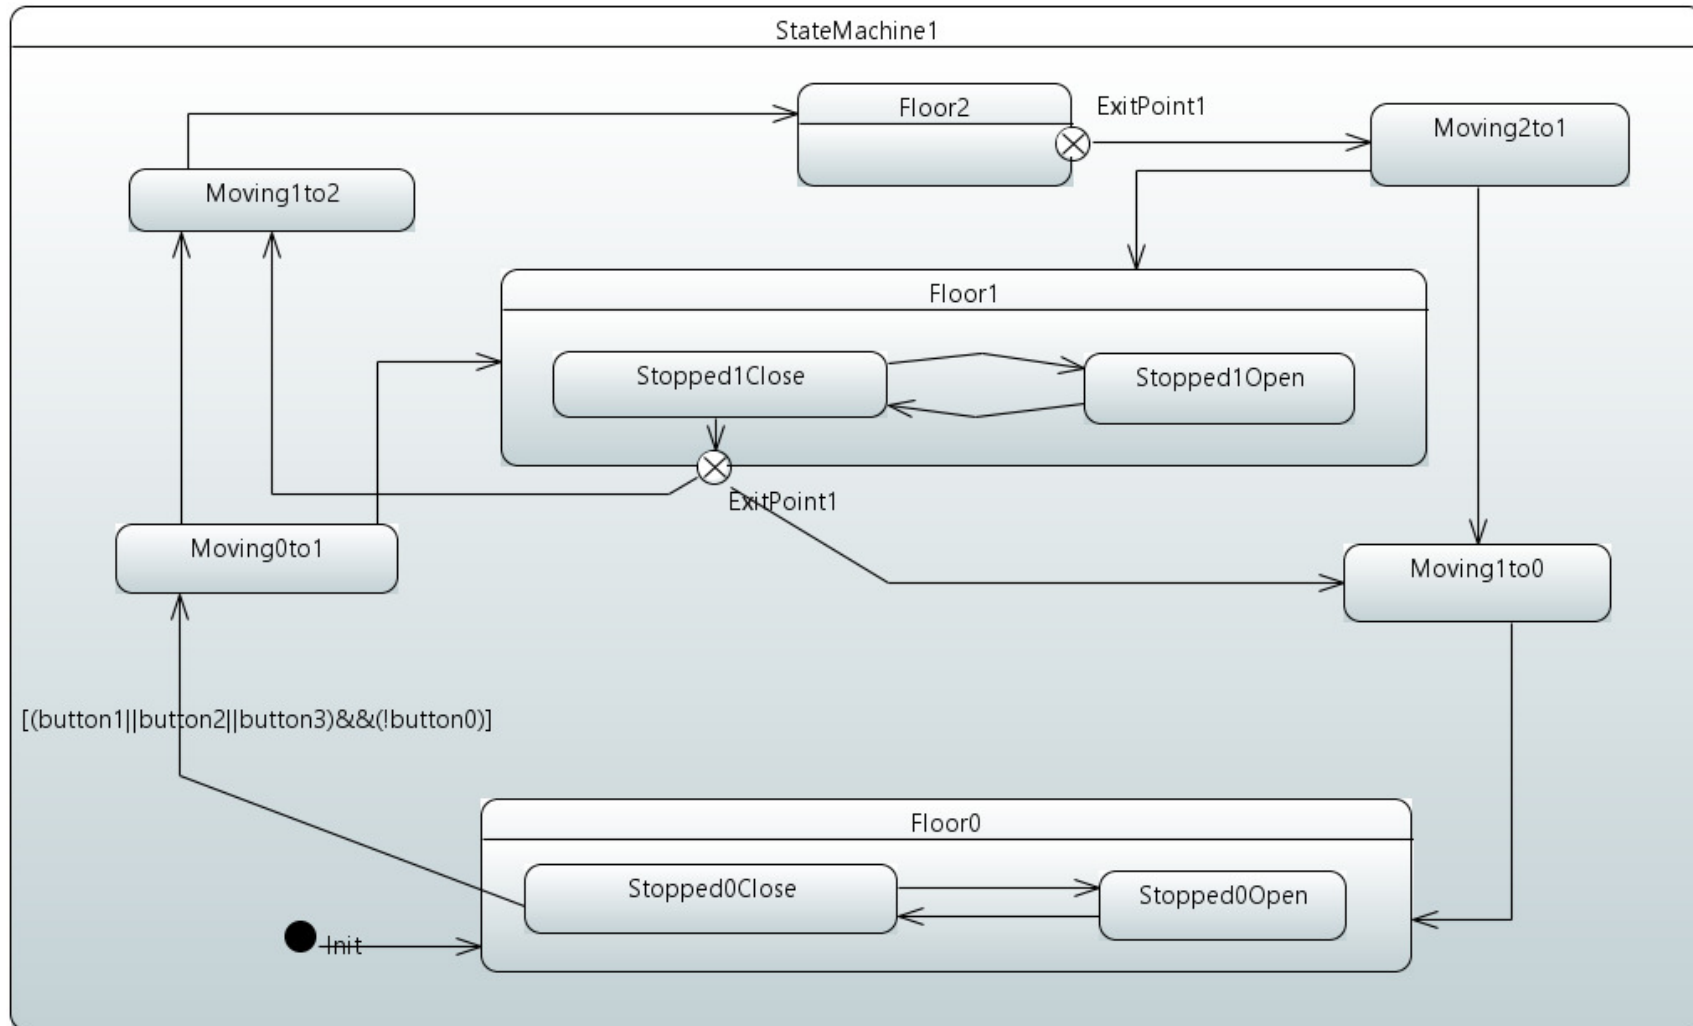 StateMachine1
Floor2
ExitPoint1
Moving2to1
Moving1to2
Floor1
Stopped1Close
Stopped1Open
ExitPoint1
Moving0to1
Moving1to0
[(button1||button2||button3)&&(!button0)]
Floor0
Stopped0Close
Stopped0Open
Init